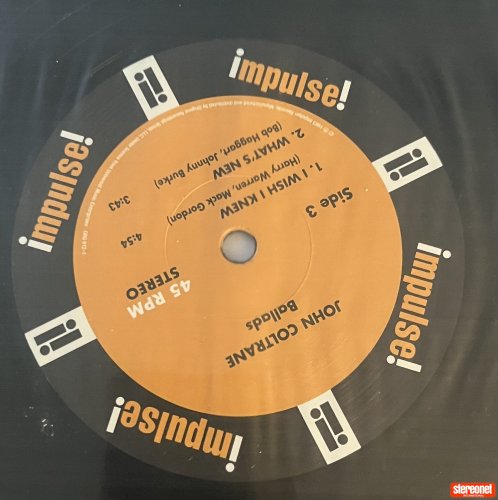 JOHN COLTRANE
Ballads
45 RPM
STEREO
Side 3
1. I WISH I KNEW
4:54
(Harry Warren, Mack Gordon)
2. WHAT'S NEW
3:43
(Bob Haggart, Johnny Burke)
impulse!
impulse!
impulse!
impulse!
stereonet